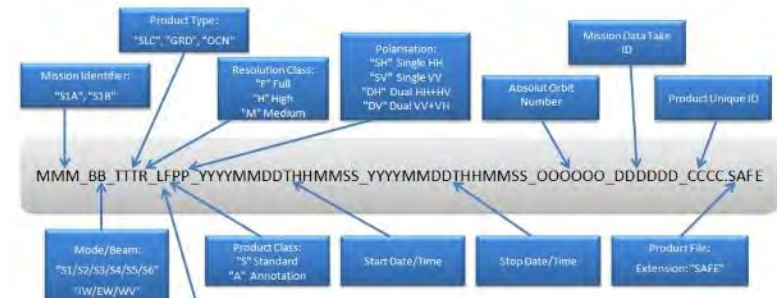 Product Type:
"SLC", "GRD", "OCN"
Mission Identifier:
"S1A", "S1B"
Resolution Class:
"F" Full
"H" High
"M" Medium
Polarisation:
"SH" Single HH
"SV" Single VV
"DH" Dual HH+HV
"DV" Dual VV+VH
Absolut Orbit
Number
Mission Data Take
ID
Product Unique ID
MMM_BB_TTTR_LFPP_YYYYMMDDTHHMMSS_YYYYMMDDTHHMMSS_OOOOOO_DDDDDD_CCCC.SAFE
Mode/Beam:
"S1/S2/S3/S4/S5/S6"
"IW/EW/WV"
Product Class:
"S" Standard
"A" Annotation
Start Date/Time
Stop Date/Time
Product File:
Extension: "SAFE"